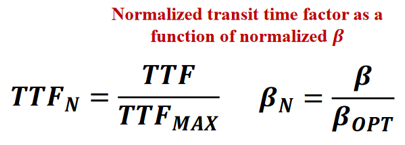 Normalized transit time factor as a
function of normalized β
TTF_N = TTF / TTF_MAX    β_N = β / β_OPT